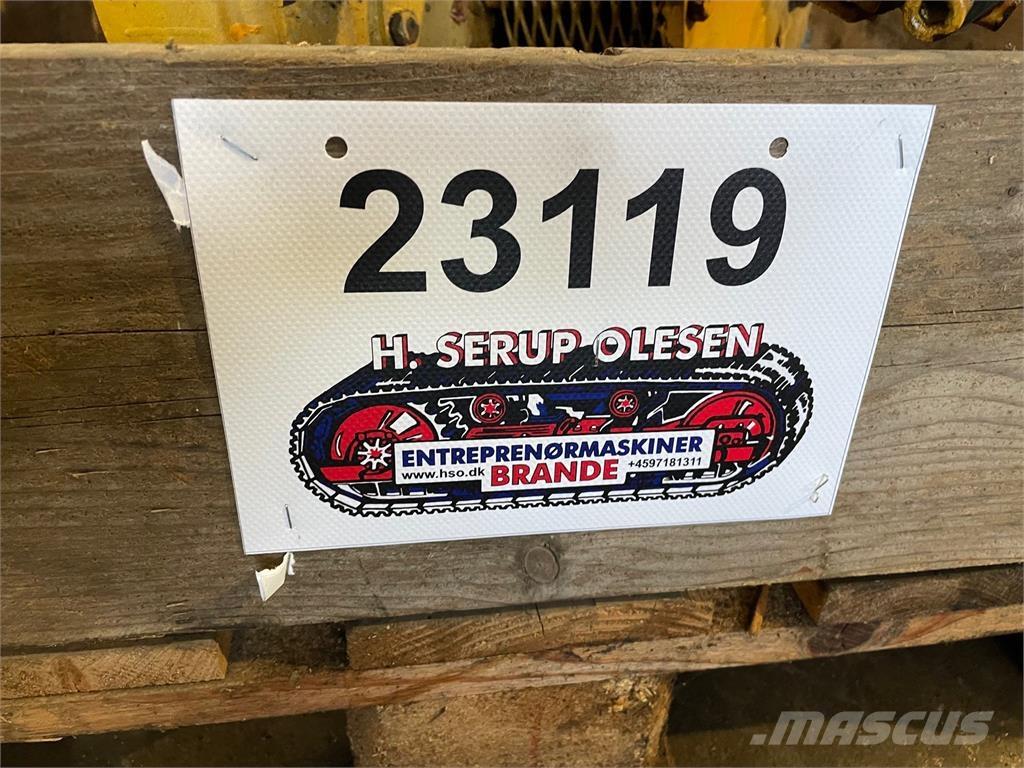 23119
H. SERUP OLESEN
ENTREPRENØRMASKINER
www.hso.dk BRANDE +4597181311
MASCUS